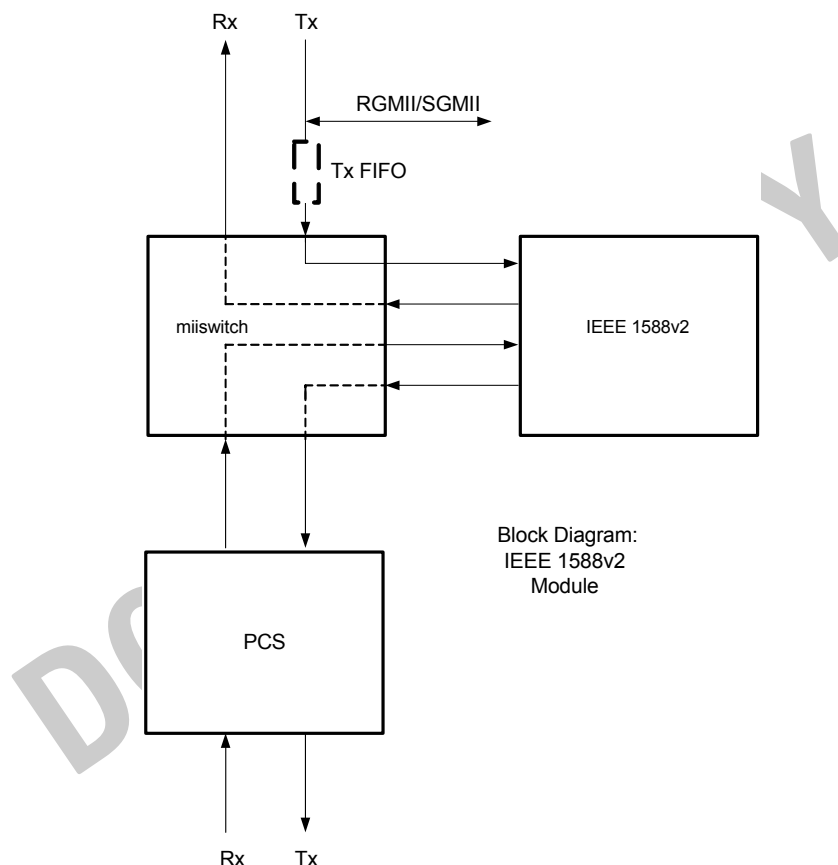 Rx Tx
RGMII/SGMII
Tx FIFO
miiswitch
IEEE 1588v2
Block Diagram:
IEEE 1588v2
Module
PCS
Rx Tx